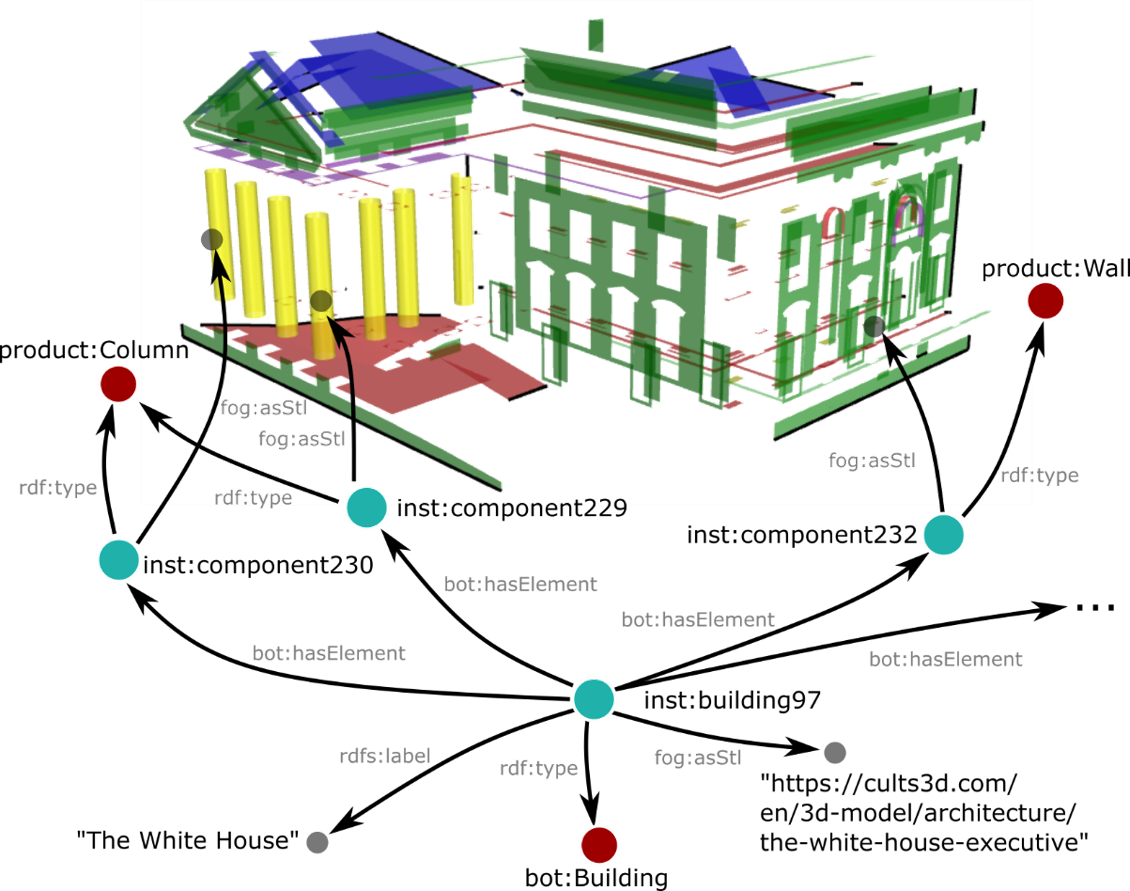 product:Wall
product:Column
fog:asStl
fog:asStl
fog:asStl
rdf:type
rdf:type
rdf:type
inst:component229
inst:component232
inst:component230
bot:hasElement
bot:hasElement
...
bot:hasElement
bot:hasElement
inst:building97
rdfs:label
rdf:type
fog:asStl
"https://cults3d.com/
en/3d-model/architecture/
the-white-house-executive"
"The White House"
bot:Building